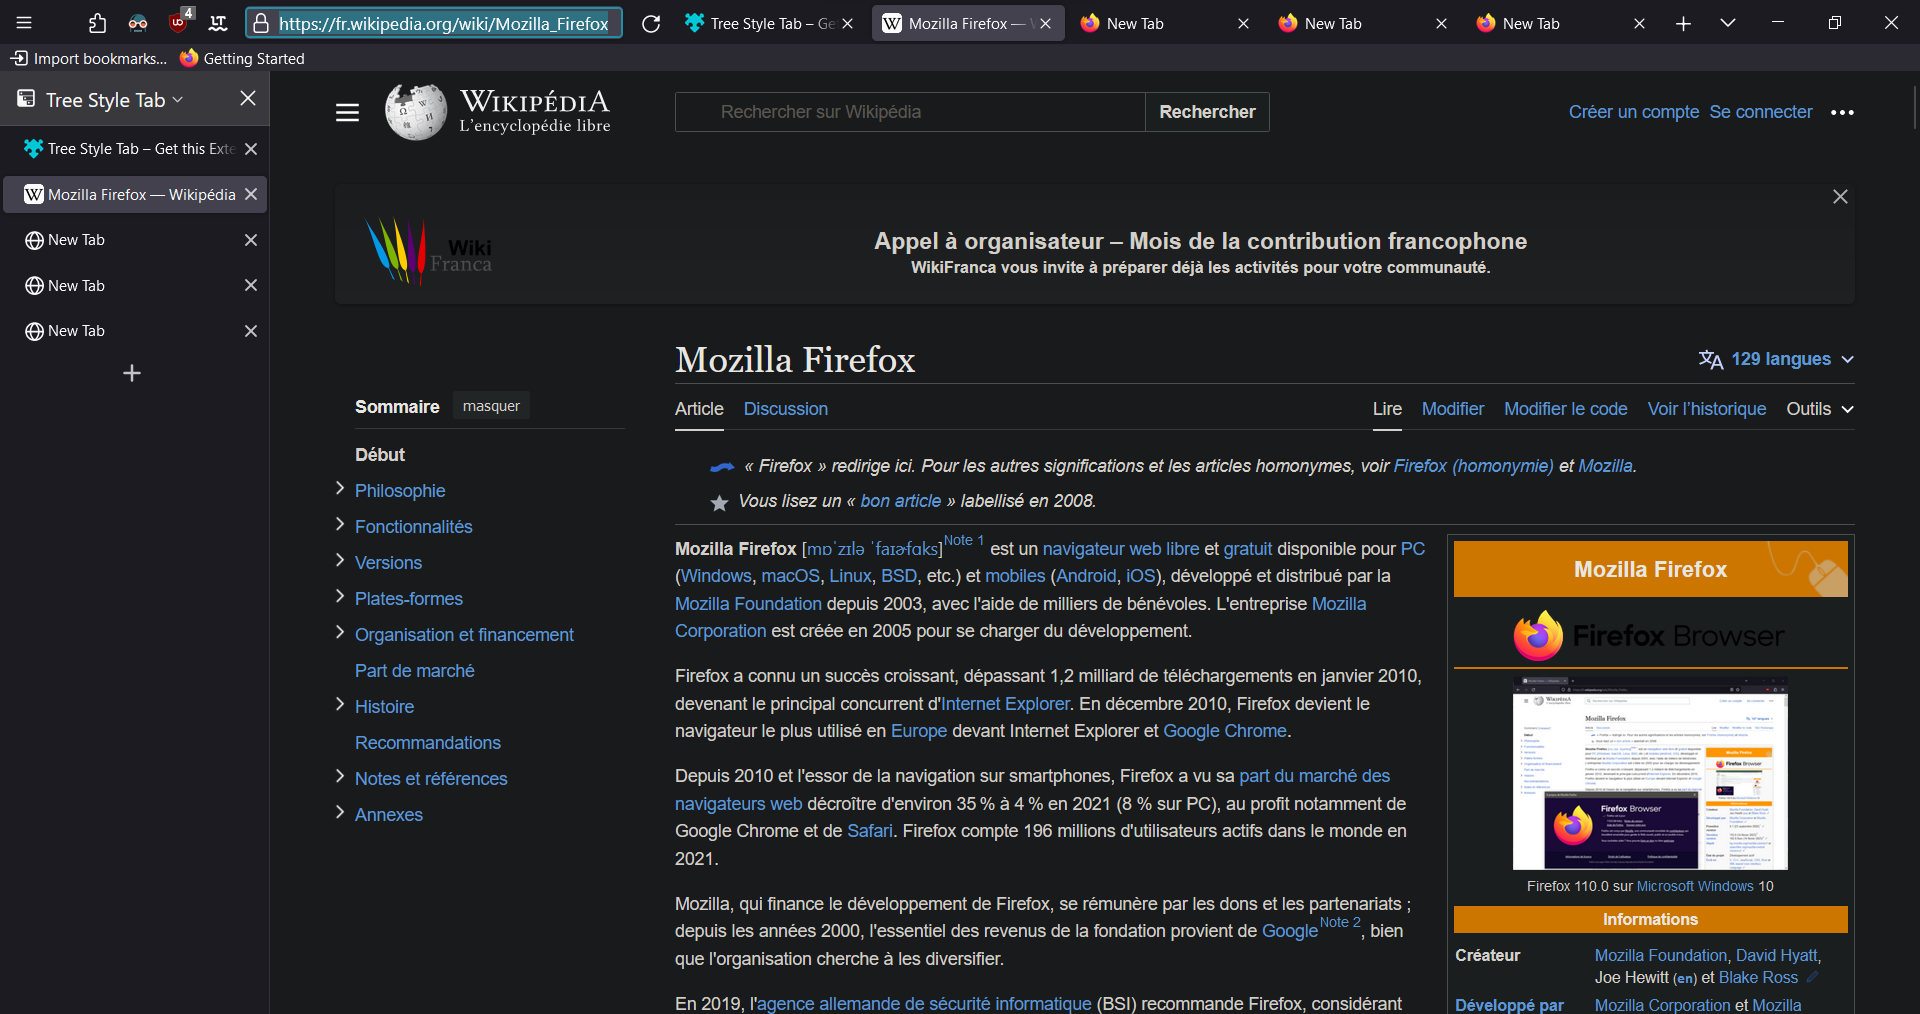 4
https://fr.wikipedia.org/wiki/Mozilla_Firefox
Tree Style Tab – Ge
Mozilla Firefox —
New Tab
New Tab
New Tab
Import bookmarks...
Getting Started
Tree Style Tab
Tree Style Tab – Get this Exte
Mozilla Firefox — Wikipédia
New Tab
New Tab
New Tab
WIKIPÉDIA
L'encyclopédie libre
Rechercher sur Wikipédia
Rechercher
Créer un compte Se connecter
Wiki
Franca
Appel à organisateur – Mois de la contribution francophone
WikiFranca vous invite à préparer déjà les activités pour votre communauté.
Mozilla Firefox
129 langues
Sommaire masquer
Début
Philosophie
Fonctionnalités
Versions
Plates-formes
Organisation et financement
Part de marché
Histoire
Recommandations
Notes et références
Annexes
Article Discussion
Lire Modifier Modifier le code Voir l'historique Outils
« Firefox » redirige ici. Pour les autres significations et les articles homonymes, voir Firefox (homonymie) et Mozilla.
Vous lisez un « bon article » labellisé en 2008.
Mozilla Firefox [mɒˈzɪlə ˈfaɪɚfɑks]Note 1 est un navigateur web libre et gratuit disponible pour PC
(Windows, macOS, Linux, BSD, etc.) et mobiles (Android, iOS), développé et distribué par la
Mozilla Foundation depuis 2003, avec l'aide de milliers de bénévoles. L'entreprise Mozilla
Corporation est créée en 2005 pour se charger du développement.
Firefox a connu un succès croissant, dépassant 1,2 milliard de téléchargements en janvier 2010,
devenant le principal concurrent d'Internet Explorer. En décembre 2010, Firefox devient le
navigateur le plus utilisé en Europe devant Internet Explorer et Google Chrome.
Depuis 2010 et l'essor de la navigation sur smartphones, Firefox a vu sa part du marché des
navigateurs web décroître d'environ 35 % à 4 % en 2021 (8 % sur PC), au profit notamment de
Google Chrome et de Safari. Firefox compte 196 millions d'utilisateurs actifs dans le monde en
2021.
Mozilla, qui finance le développement de Firefox, se rémunère par les dons et les partenariats ;
depuis les années 2000, l'essentiel des revenus de la fondation provient de Google Note 2, bien
que l'organisation cherche à les diversifier.
En 2019, l'agence allemande de sécurité informatique (BSI) recommande Firefox, considérant
Mozilla Firefox
Firefox Browser
Mozilla Firefox
Firefox Browser
Firefox Browser
Firefox 110.0 sur Microsoft Windows 10
Informations
Créateur
Mozilla Foundation, David Hyatt,
Joe Hewitt (en) et Blake Ross
Développé par
Mozilla Corporation et Mozilla